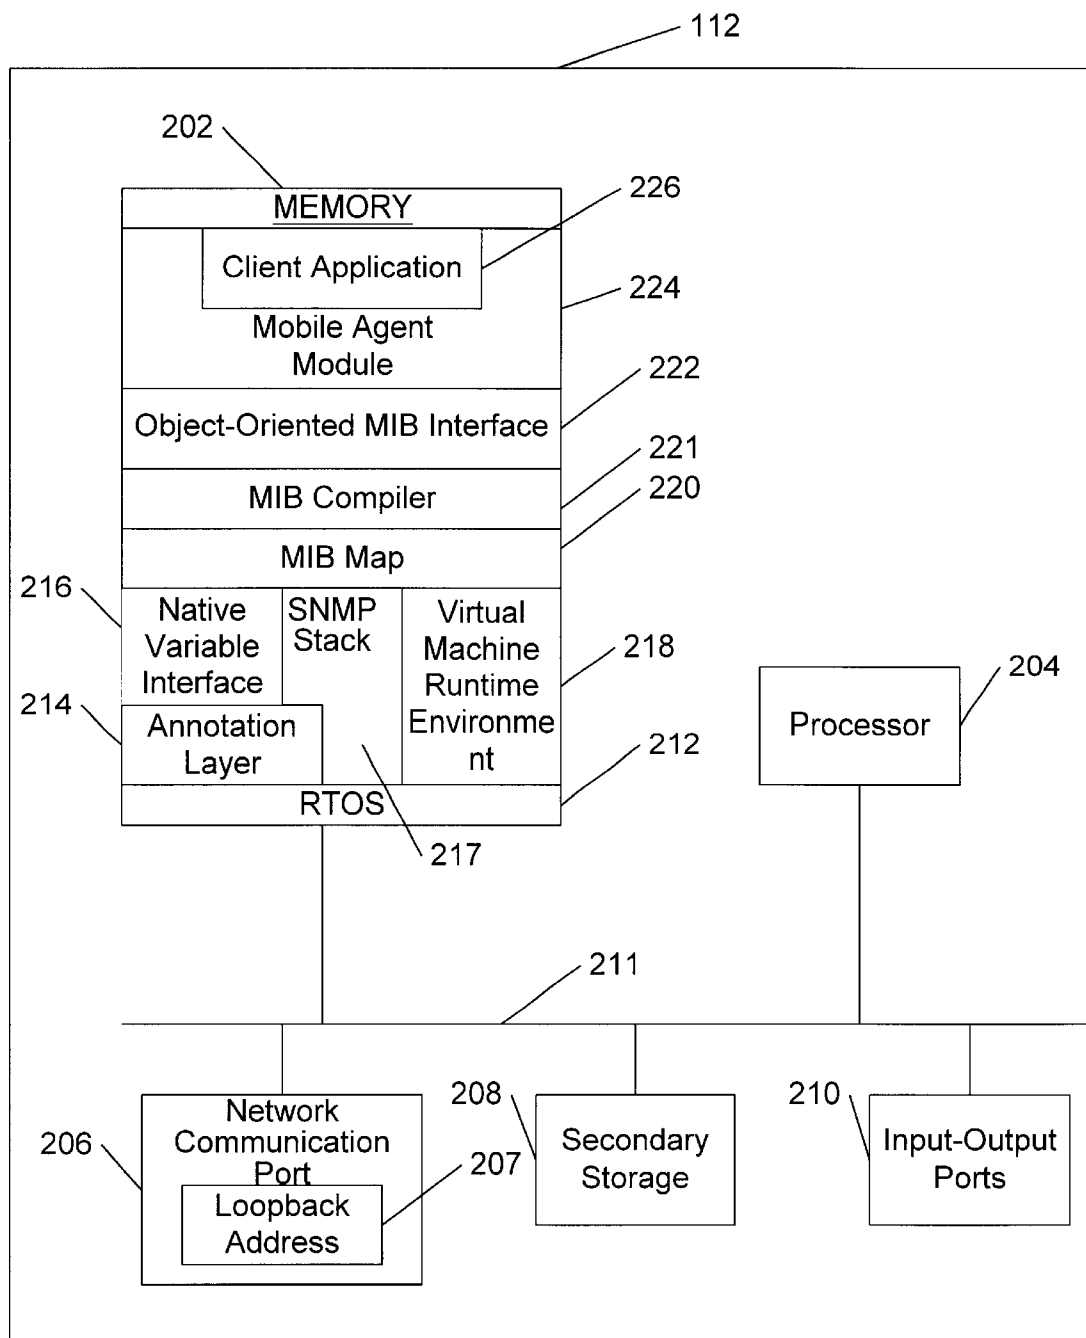 112
202
MEMORY
226
Client Application
224
Mobile Agent
Module
222
Object-Oriented MIB Interface
221
MIB Compiler
220
MIB Map
216
Native
Variable
Interface
SNMP
Stack
Virtual
Machine
Runtime
Environme
nt
218
204
Processor
214
Annotation
Layer
212
RTOS
217
211
206
Network
Communication
Port
207
Loopback
Address
208
Secondary
Storage
210
Input-Output
Ports